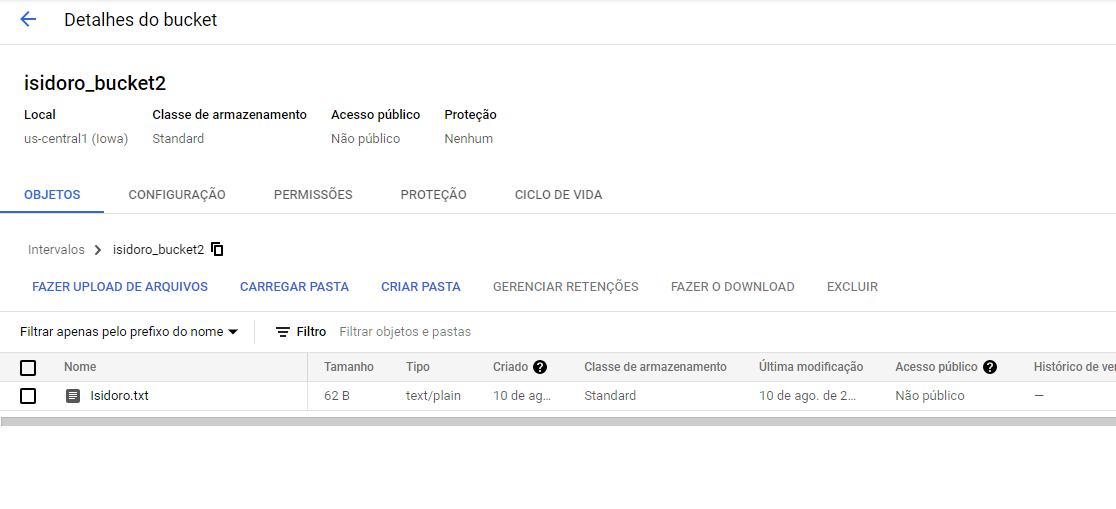 Detalhes do bucket
isidoro_bucket2
Local Classe de armazenamento Acesso público Proteção
us-central1 (Iowa) Standard Não público Nenhum
OBJETOS CONFIGURAÇÃO PERMISSÕES PROTEÇÃO CICLO DE VIDA
Intervalos isidoro_bucket2
FAZER UPLOAD DE ARQUIVOS CARREGAR PASTA CRIAR PASTA GERENCIAR RETENÇÕES FAZER O DOWNLOAD EXCLUIR
Filtrar apenas pelo prefixo do nome Filtro Filtrar objetos e pastas
Nome Tamanho Tipo Criado ? Classe de armazenamento Última modificação Acesso público ? Histórico de ver
Isidoro.txt 62 B text/plain 10 de ag... Standard 10 de ago. de 2... Não público —